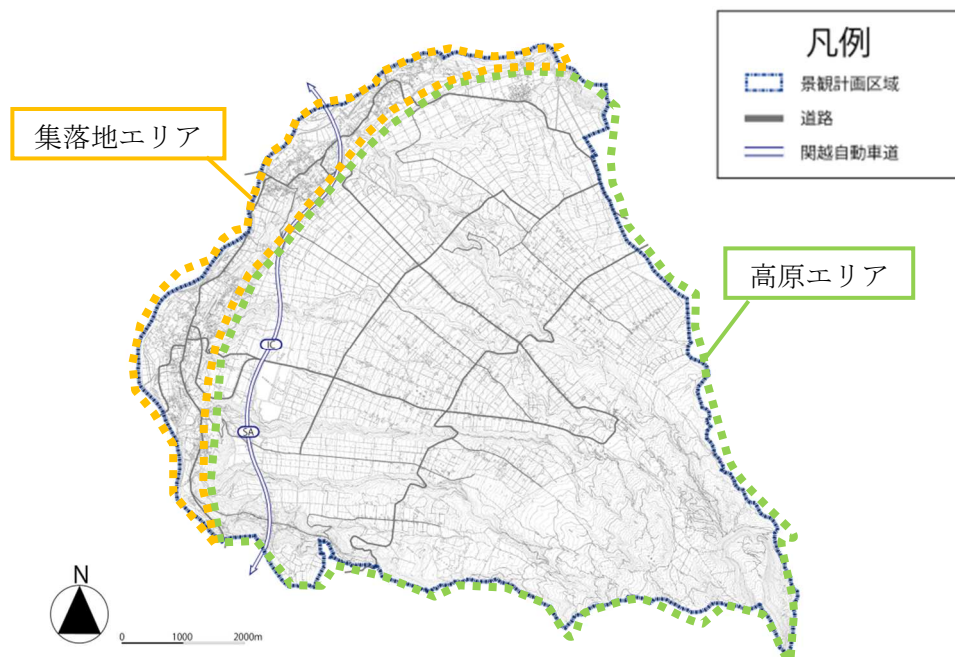 凡例
景観計画区域
道路
関越自動車道
集落地エリア
高原エリア
IC
SA
N
0 1000 2000m